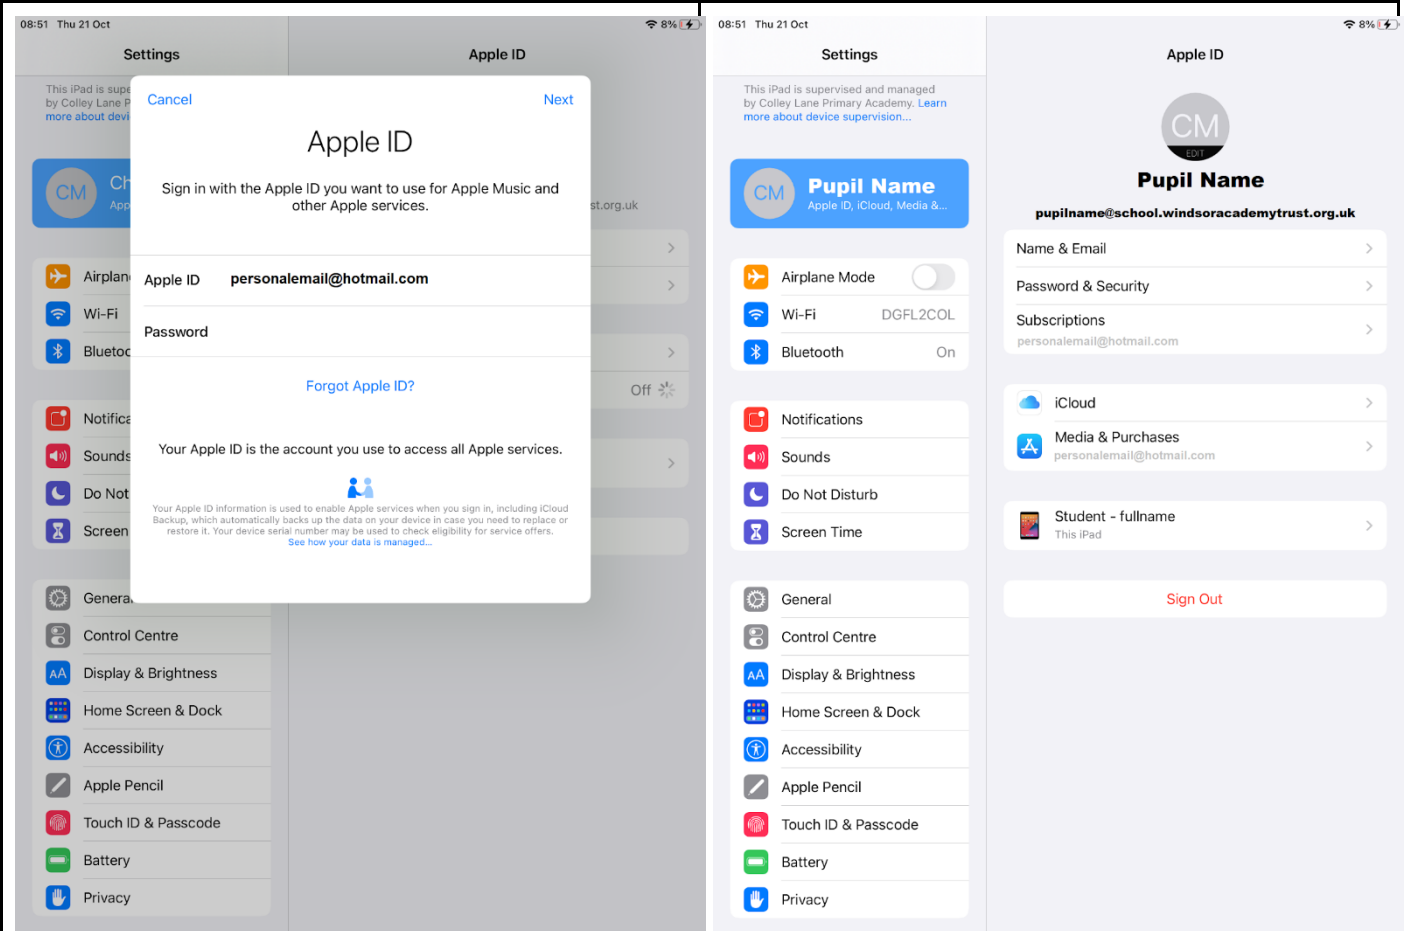 08:51 Thu 21 Oct
8%
Settings
Apple ID
This iPad is supe
by Colley Lane P
more about devi
Cancel
Next
Apple ID
Sign in with the Apple ID you want to use for Apple Music and
other Apple services.
Apple ID personalemail@hotmail.com
Password
Forgot Apple ID?
Your Apple ID is the account you use to access all Apple services.
Your Apple ID information is used to enable Apple services when you sign in, including iCloud
Backup, which automatically backs up the data on your device in case you need to replace or
restore it. Your device serial number may be used to check eligibility for service offers.
See how your data is managed...
CM
Ch
App
st.org.uk
Airplan
Wi-Fi
Bluetoo
Off
Notifica
Sounds
Do Not
Screen
Genera
Control Centre
AA Display & Brightness
Home Screen & Dock
Accessibility
Apple Pencil
Touch ID & Passcode
Battery
Privacy
08:51 Thu 21 Oct
8%
Settings
This iPad is supervised and managed
by Colley Lane Primary Academy. Learn
more about device supervision...
CM
Pupil Name
Apple ID, iCloud, Media &...
Airplane Mode
Wi-Fi DGFL2COL
Bluetooth On
Notifications
Sounds
Do Not Disturb
Screen Time
General
Control Centre
AA Display & Brightness
Home Screen & Dock
Accessibility
Apple Pencil
Touch ID & Passcode
Battery
Privacy
Apple ID
CM
EDIT
Pupil Name
pupilname@school.windsoracademytrust.org.uk
Name & Email
Password & Security
Subscriptions
personalemail@hotmail.com
iCloud
Media & Purchases
personalemail@hotmail.com
Student - fullname
This iPad
Sign Out